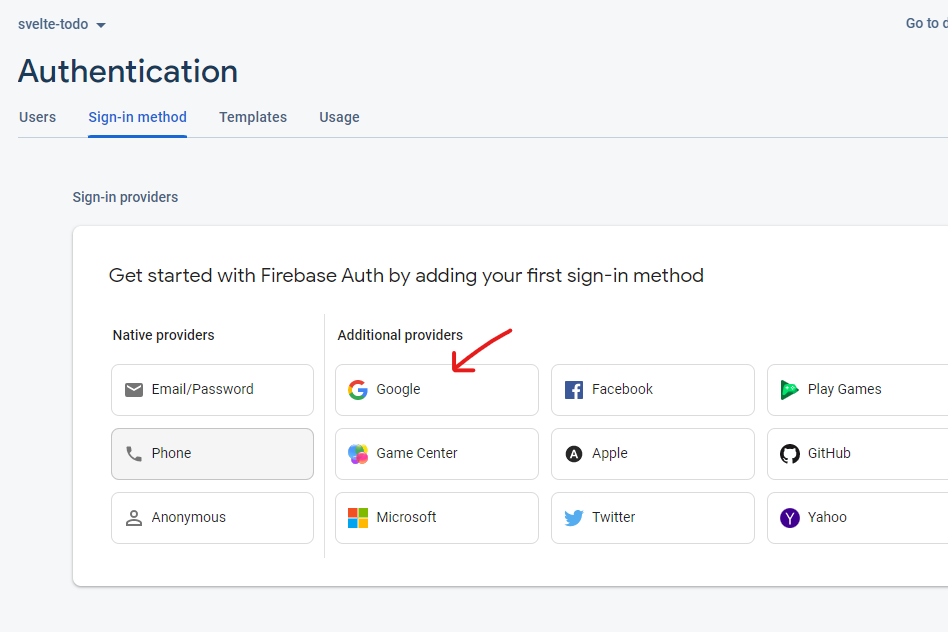 svelte-todo
Go to
Authentication
Users
Sign-in method
Templates
Usage
Sign-in providers
Get started with Firebase Auth by adding your first sign-in method
Native providers
Additional providers
Email/Password
Google
Facebook
Play Games
Phone
Game Center
Apple
GitHub
Anonymous
Microsoft
Twitter
Yahoo